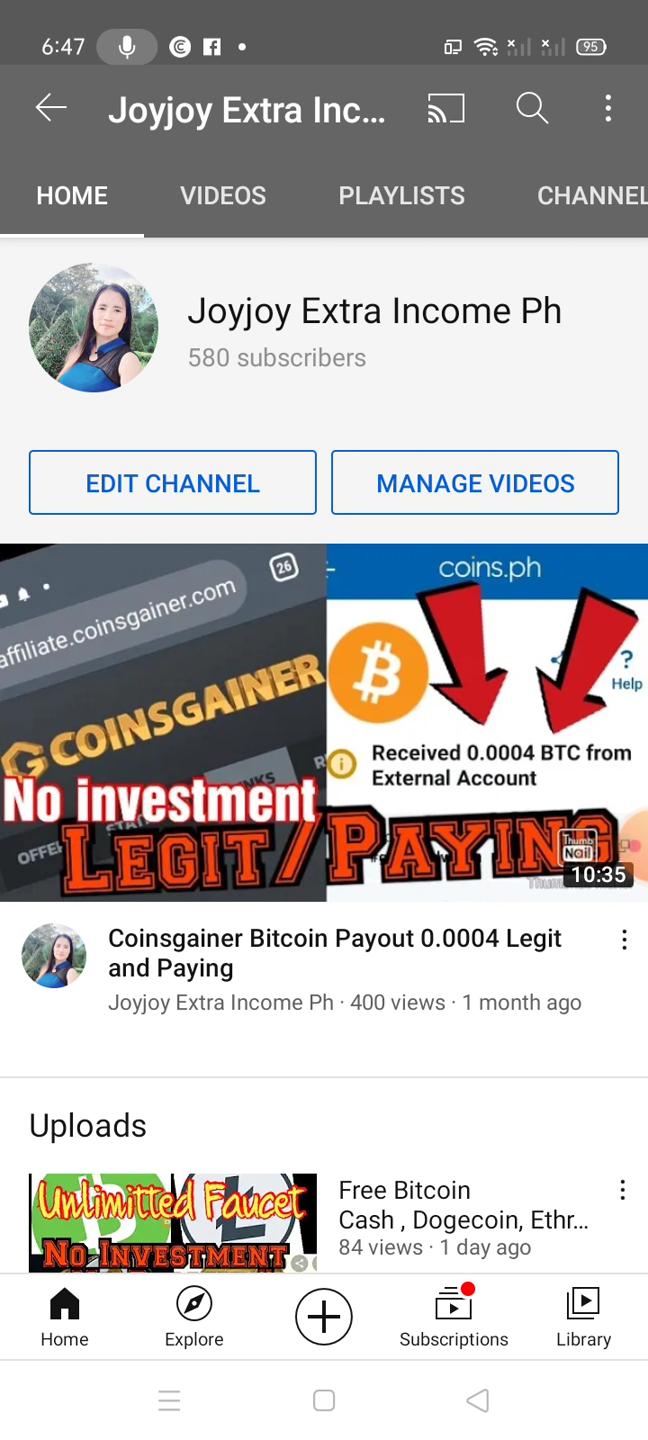 6:47
95
Joyjoy Extra Inc...
HOME VIDEOS PLAYLISTS CHANNEL
Joyjoy Extra Income Ph
580 subscribers
EDIT CHANNEL MANAGE VIDEOS
26
affiliate.coinsgainer.com
COINSGAINER
No investment
LEGIT/PAYING
coins.ph
?
Help
Received 0.0004 BTC from
External Account
OFFE
Thumb
Nail
10:35
Coinsgainer Bitcoin Payout 0.0004 Legit
and Paying
Joyjoy Extra Income Ph · 400 views · 1 month ago
Uploads
Unlimitted Faucet
No Investment
Free Bitcoin
Cash , Dogecoin, Ethr...
84 views · 1 day ago
Home Explore Subscriptions Library